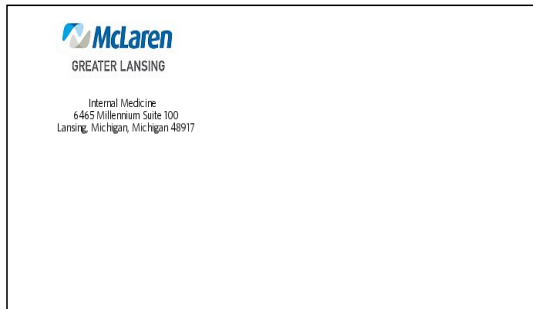 McLaren
GREATER LANSING
Internal Medicine
6465 Millennium Suite 100
Lansing, Michigan, Michigan 48917